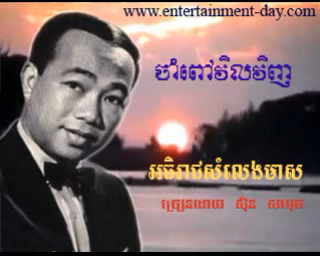 www.entertainment-day.com
ចាំពៅវិលវិញ
អធិរាជសំលេងមាស
ច្រៀងដោយ ស៊ិន សាមុត